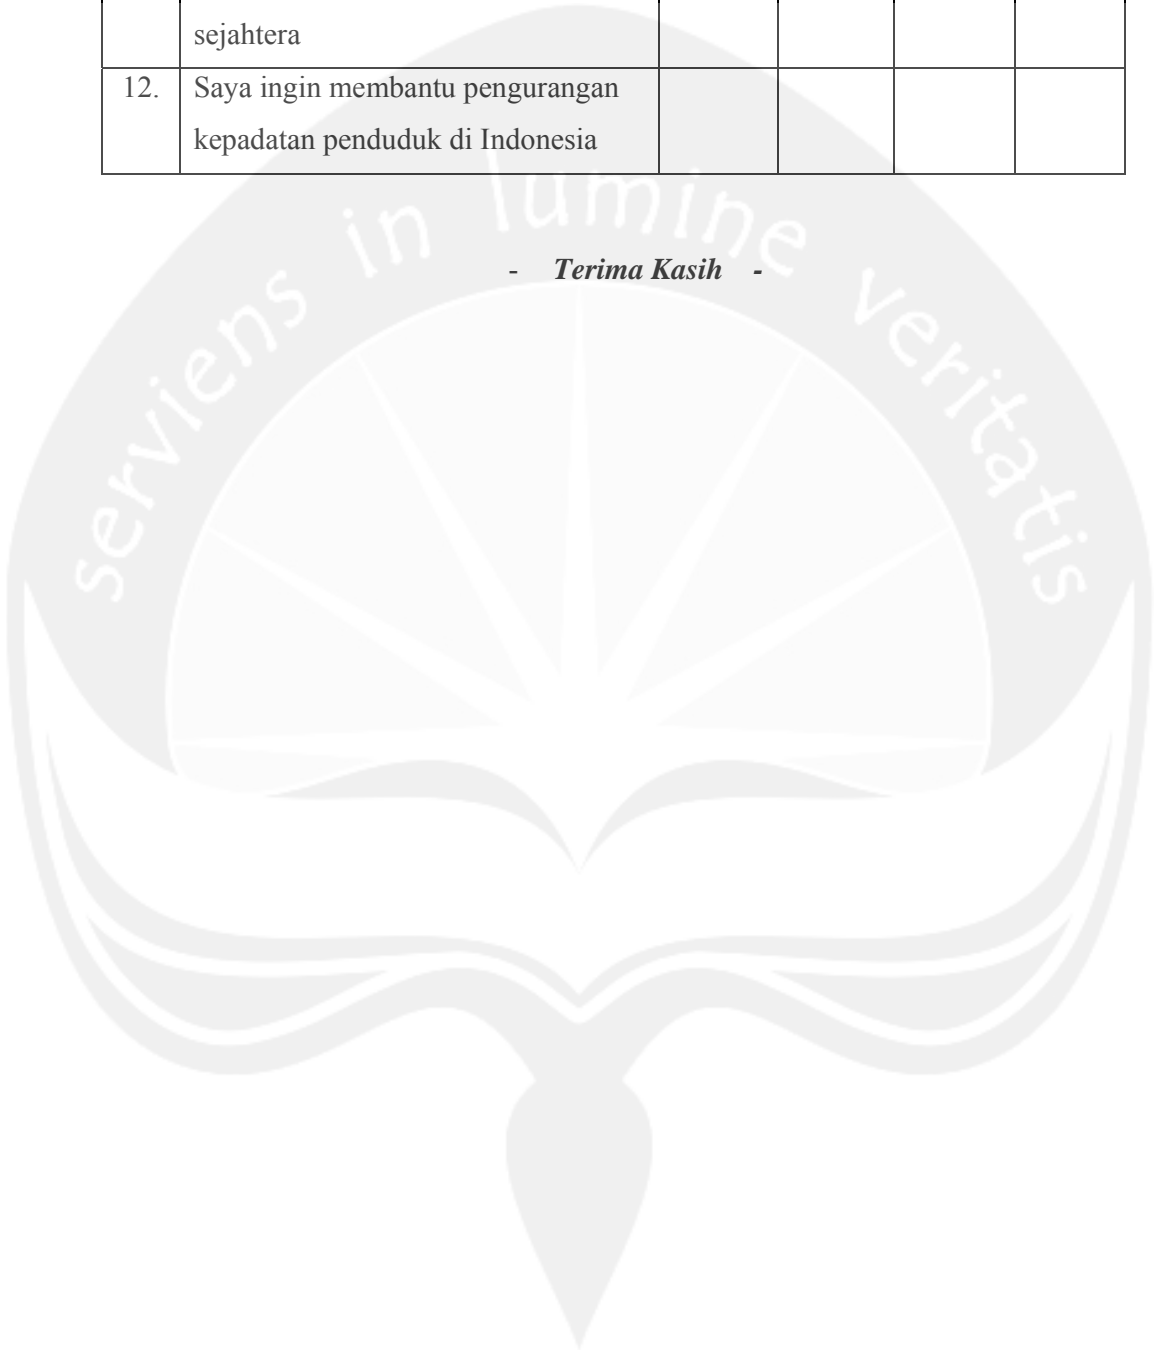 sejahtera
12. Saya ingin membantu pengurangan
kepadatan penduduk di Indonesia
serviens in lumine veritatis
- Terima Kasih -